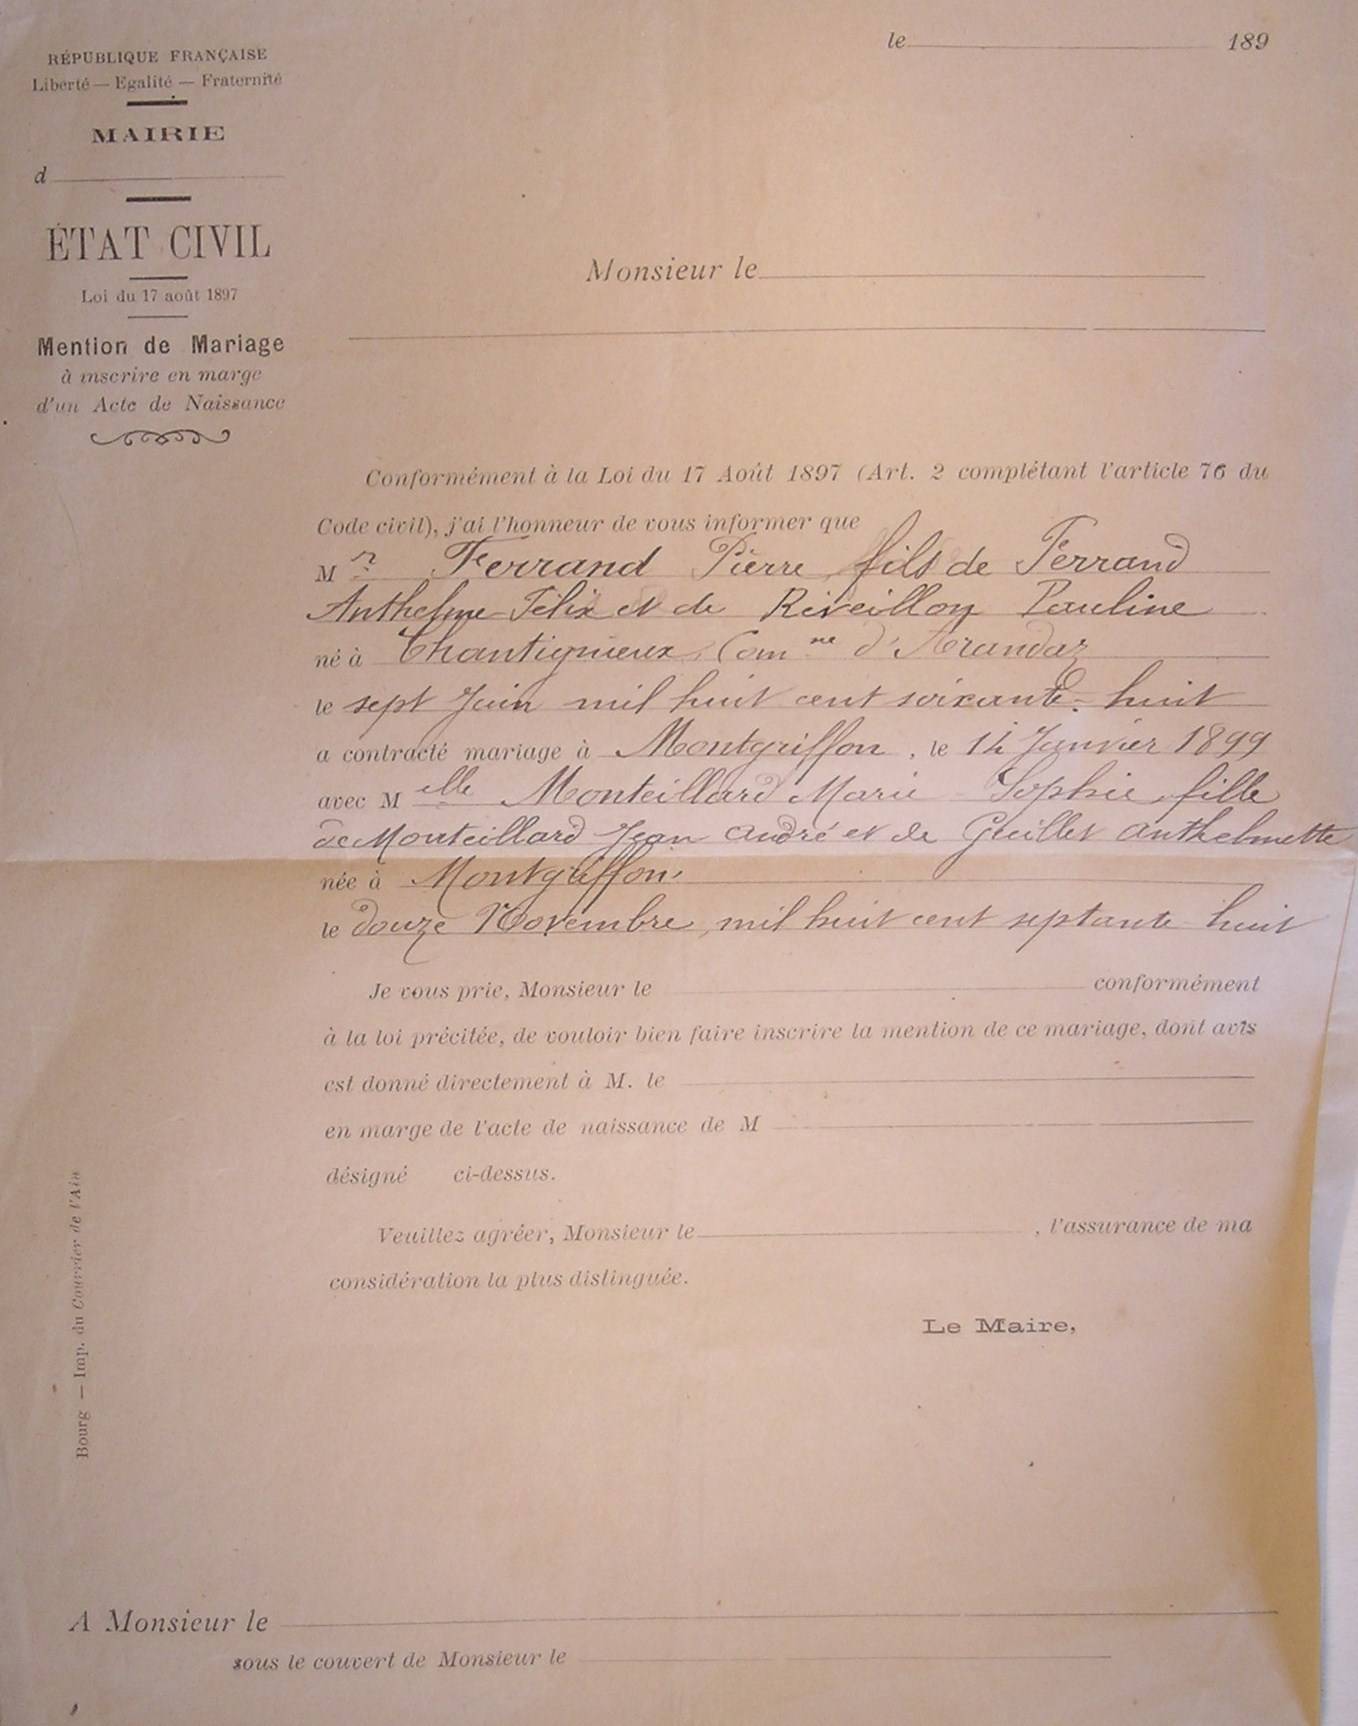 RÉPUBLIQUE FRANÇAISE
Liberté — Egalité — Fraternité
MAIRIE
d
ÉTAT CIVIL
Loi du 17 août 1897
Mention de Mariage
à inscrire en marge
d'un Acte de Naissance
le 189
Monsieur le
Conformément à la Loi du 17 Août 1897 (Art. 2 complétant l'article 76 du
Code civil), j'ai l'honneur de vous informer que
Mr Ferrand Pierre fils de Ferrand
Anthelme Félix et de Réveillon Pauline
né à Chantignieux Comne d'Arandaz
le sept Juin mil huit cent soixante-huit
a contracté mariage à Montgriffon, le 14 Janvier 1899
avec Melle Monteillard Marie Sophie fille
de Monteillard Jean André et de Guillet Anthelmette
née à Montgriffon
le douze Novembre mil huit cent septante huit
Je vous prie, Monsieur le conformément
à la loi précitée, de vouloir bien faire inscrire la mention de ce mariage, dont avis
est donné directement à M. le
en marge de l'acte de naissance de M
désigné ci-dessus.
Veuillez agréer, Monsieur le , l'assurance de ma
considération la plus distinguée.
Le Maire,
Bourg — Imp. du Courrier de l'Ain
A Monsieur le
sous le couvert de Monsieur le